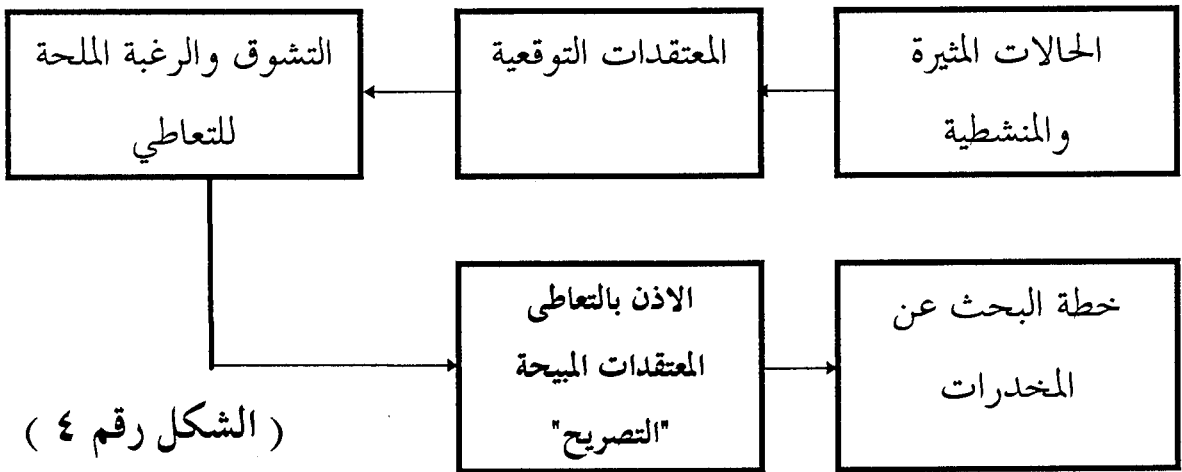 الحالات المثيرة
والمنشطية
المعتقدات التوقعية
التشوق والرغبة الملحة
للتعاطي
الاذن بالتعاطى
المعتقدات المبيحة
"التصريح"
خطة البحث عن
المخدرات
( الشكل رقم ٤ )